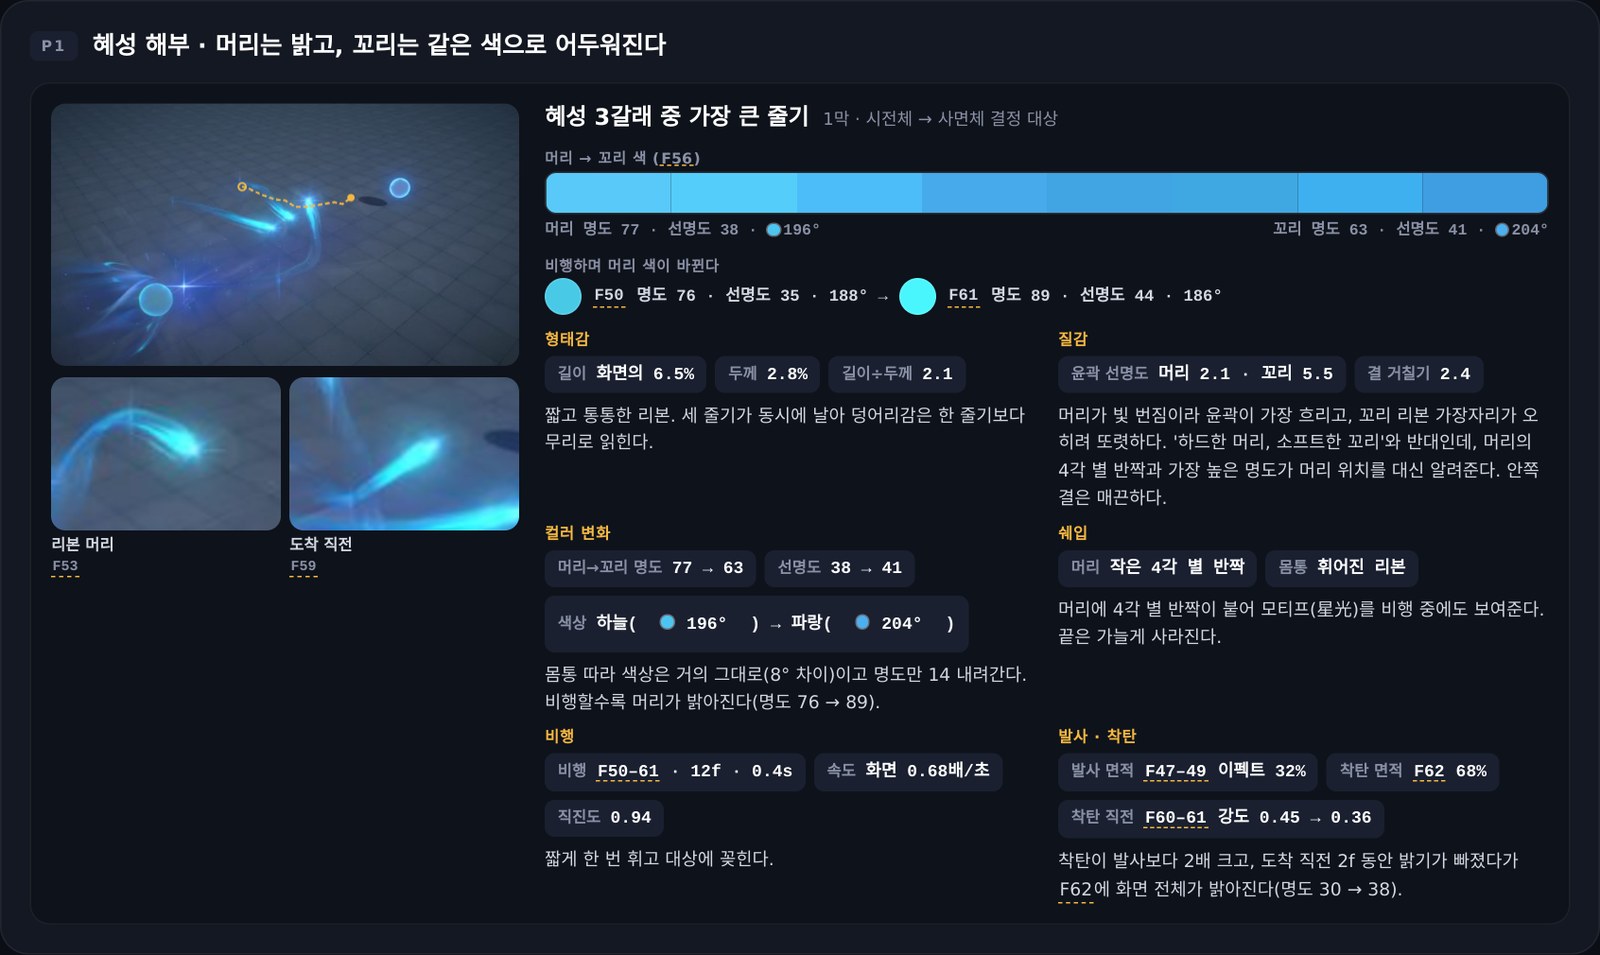 P1 혜성 해부 · 머리는 밝고, 꼬리는 같은 색으로 어두워진다
리본 머리
F53
도착 직전
F59
혜성 3갈래 중 가장 큰 줄기 1막 · 시전체 → 사면체 결정 대상
머리 → 꼬리 색 (F56)
머리 명도 77 · 선명도 38 · 196°
꼬리 명도 63 · 선명도 41 · 204°
비행하며 머리 색이 바뀐다
F50 명도 76 · 선명도 35 · 188° → F61 명도 89 · 선명도 44 · 186°
형태감
길이 화면의 6.5% 두께 2.8% 길이÷두께 2.1
짧고 통통한 리본. 세 줄기가 동시에 날아 덩어리감은 한 줄기보다
무리로 읽힌다.
질감
윤곽 선명도 머리 2.1 · 꼬리 5.5 결 거칠기 2.4
머리가 빛 번짐이라 윤곽이 가장 흐리고, 꼬리 리본 가장자리가 오
히려 또렷하다. '하드한 머리, 소프트한 꼬리'와 반대인데, 머리의
4각 별 반짝과 가장 높은 명도가 머리 위치를 대신 알려준다. 안쪽
결은 매끈하다.
컬러 변화
머리→꼬리 명도 77 → 63 선명도 38 → 41
색상 하늘( 196° ) → 파랑( 204° )
몸통 따라 색상은 거의 그대로(8° 차이)이고 명도만 14 내려간다.
비행할수록 머리가 밝아진다(명도 76 → 89).
쉐입
머리 작은 4각 별 반짝 몸통 휘어진 리본
머리에 4각 별 반짝이 붙어 모티프(星光)를 비행 중에도 보여준다.
끝은 가늘게 사라진다.
비행
비행 F50–61 · 12f · 0.4s 속도 화면 0.68배/초
직진도 0.94
짧게 한 번 휘고 대상에 꽂힌다.
발사 · 착탄
발사 면적 F47–49 이펙트 32% 착탄 면적 F62 68%
착탄 직전 F60–61 강도 0.45 → 0.36
착탄이 발사보다 2배 크고, 도착 직전 2f 동안 밝기가 빠졌다가
F62에 화면 전체가 밝아진다(명도 30 → 38).